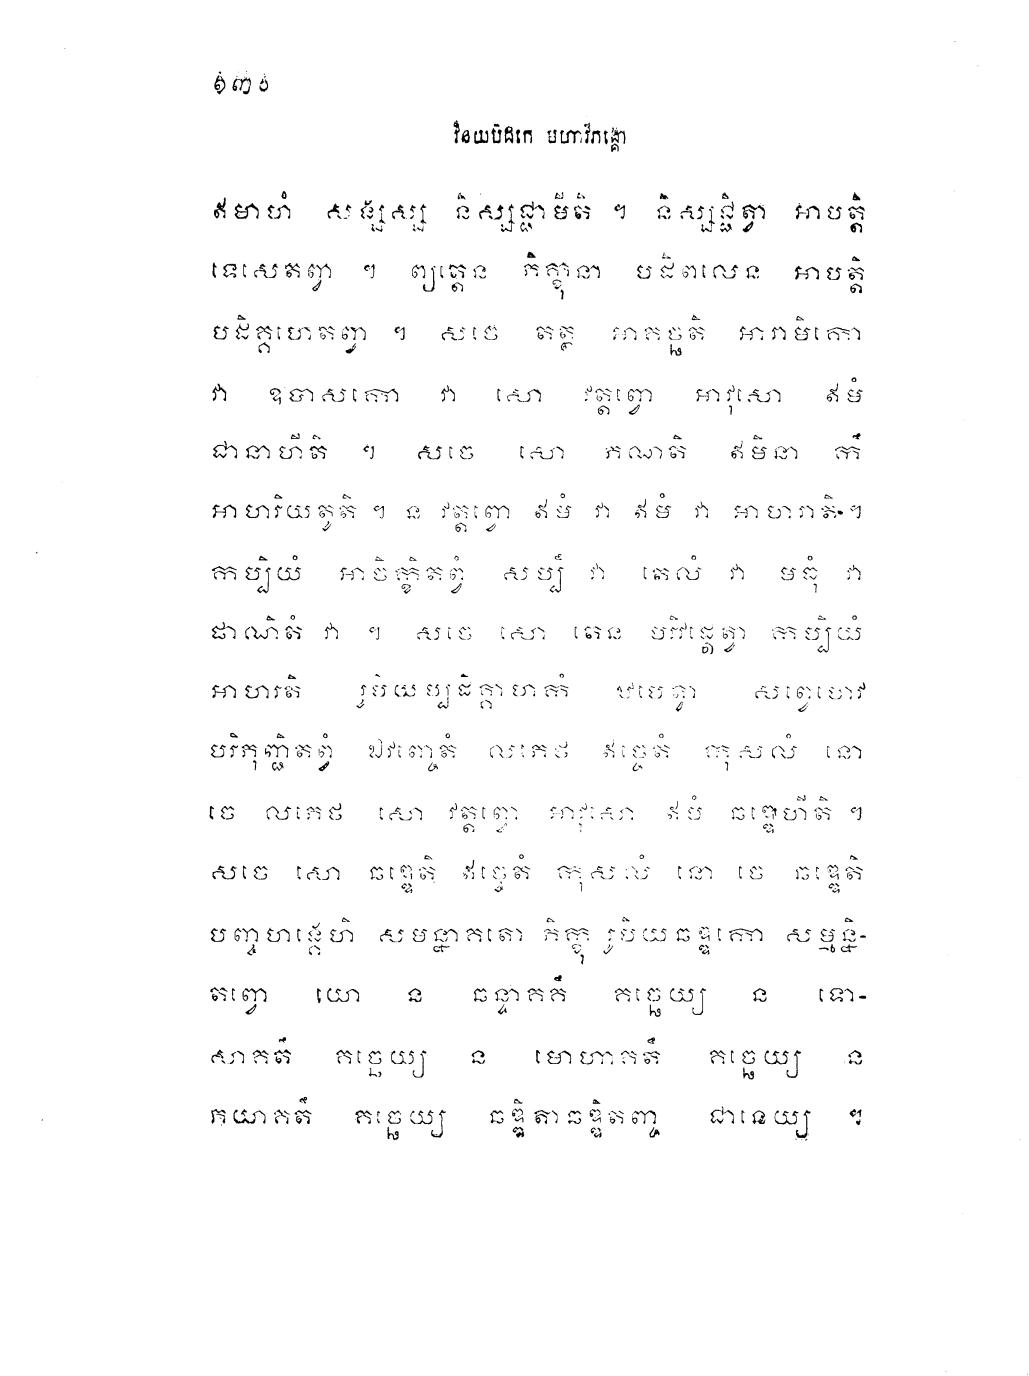 ១៣១
វិនយបិដកេ មហាវិភង្គោ
ឥមាហំ សង្ឃស្ស និស្សជ្ជាមីតិ ។ និស្សជ្ជិត្វា អាបត្តិ
ទេសេតព្វា ។ ព្យត្តេន ភិក្ខុនា បដិពលេន អាបត្តិ
បដិគ្គហេតព្វា ។ សចេ តត្ថ អាគច្ឆតិ អារាមិកោ
វា ឧបាសកោ វា សោ វត្តព្វោ អាវុសោ ឥមំ
ជានាហីតិ ។ សចេ សោ ភណតិ ឥមិនា កឹ
អាហរិយតូតិ ។ ន វត្តព្វោ ឥមំ វា ឥមំ វា អាហរាតិ ។
កប្បិយំ អាចិក្ខិតព្វំ សប្បឹ វា តេលំ វា មធុំ វា
ផាណិតំ វា ។ សចេ សោ តេន បរិវដ្តេត្វា កប្បិយំ
អាហរតិ រូបិយប្បដិគ្គាហកំ ឋបេត្វា សព្វេហេវ
បរិភុញ្ជិតព្វំ ឯវញ្ចេតំ លភេថ ឥច្ចេតំ កុសលំ នោ
ចេ លភេថ សោ វត្តព្វោ អាវុសោ ឥមំ ឆឌ្ឌេហីតិ ។
សចេ សោ ឆឌ្ឌេតិ ឥច្ចេតំ កុសលំ នោ ចេ ឆឌ្ឌេតិ
បញ្ចហង្គេហិ សមន្នាគតោ ភិក្ខុ រូបិយឆឌ្ឌកោ សម្មន្និ-
តព្វោ យោ ន ឆន្ទាគតឹ គច្ឆេយ្យ ន ទោ-
សាគតឹ គច្ឆេយ្យ ន មោហាគតឹ គច្ឆេយ្យ ន
ភយាគតឹ គច្ឆេយ្យ ឆឌ្ឌិតាឆឌ្ឌិតញ្ច ជានេយ្យ ។